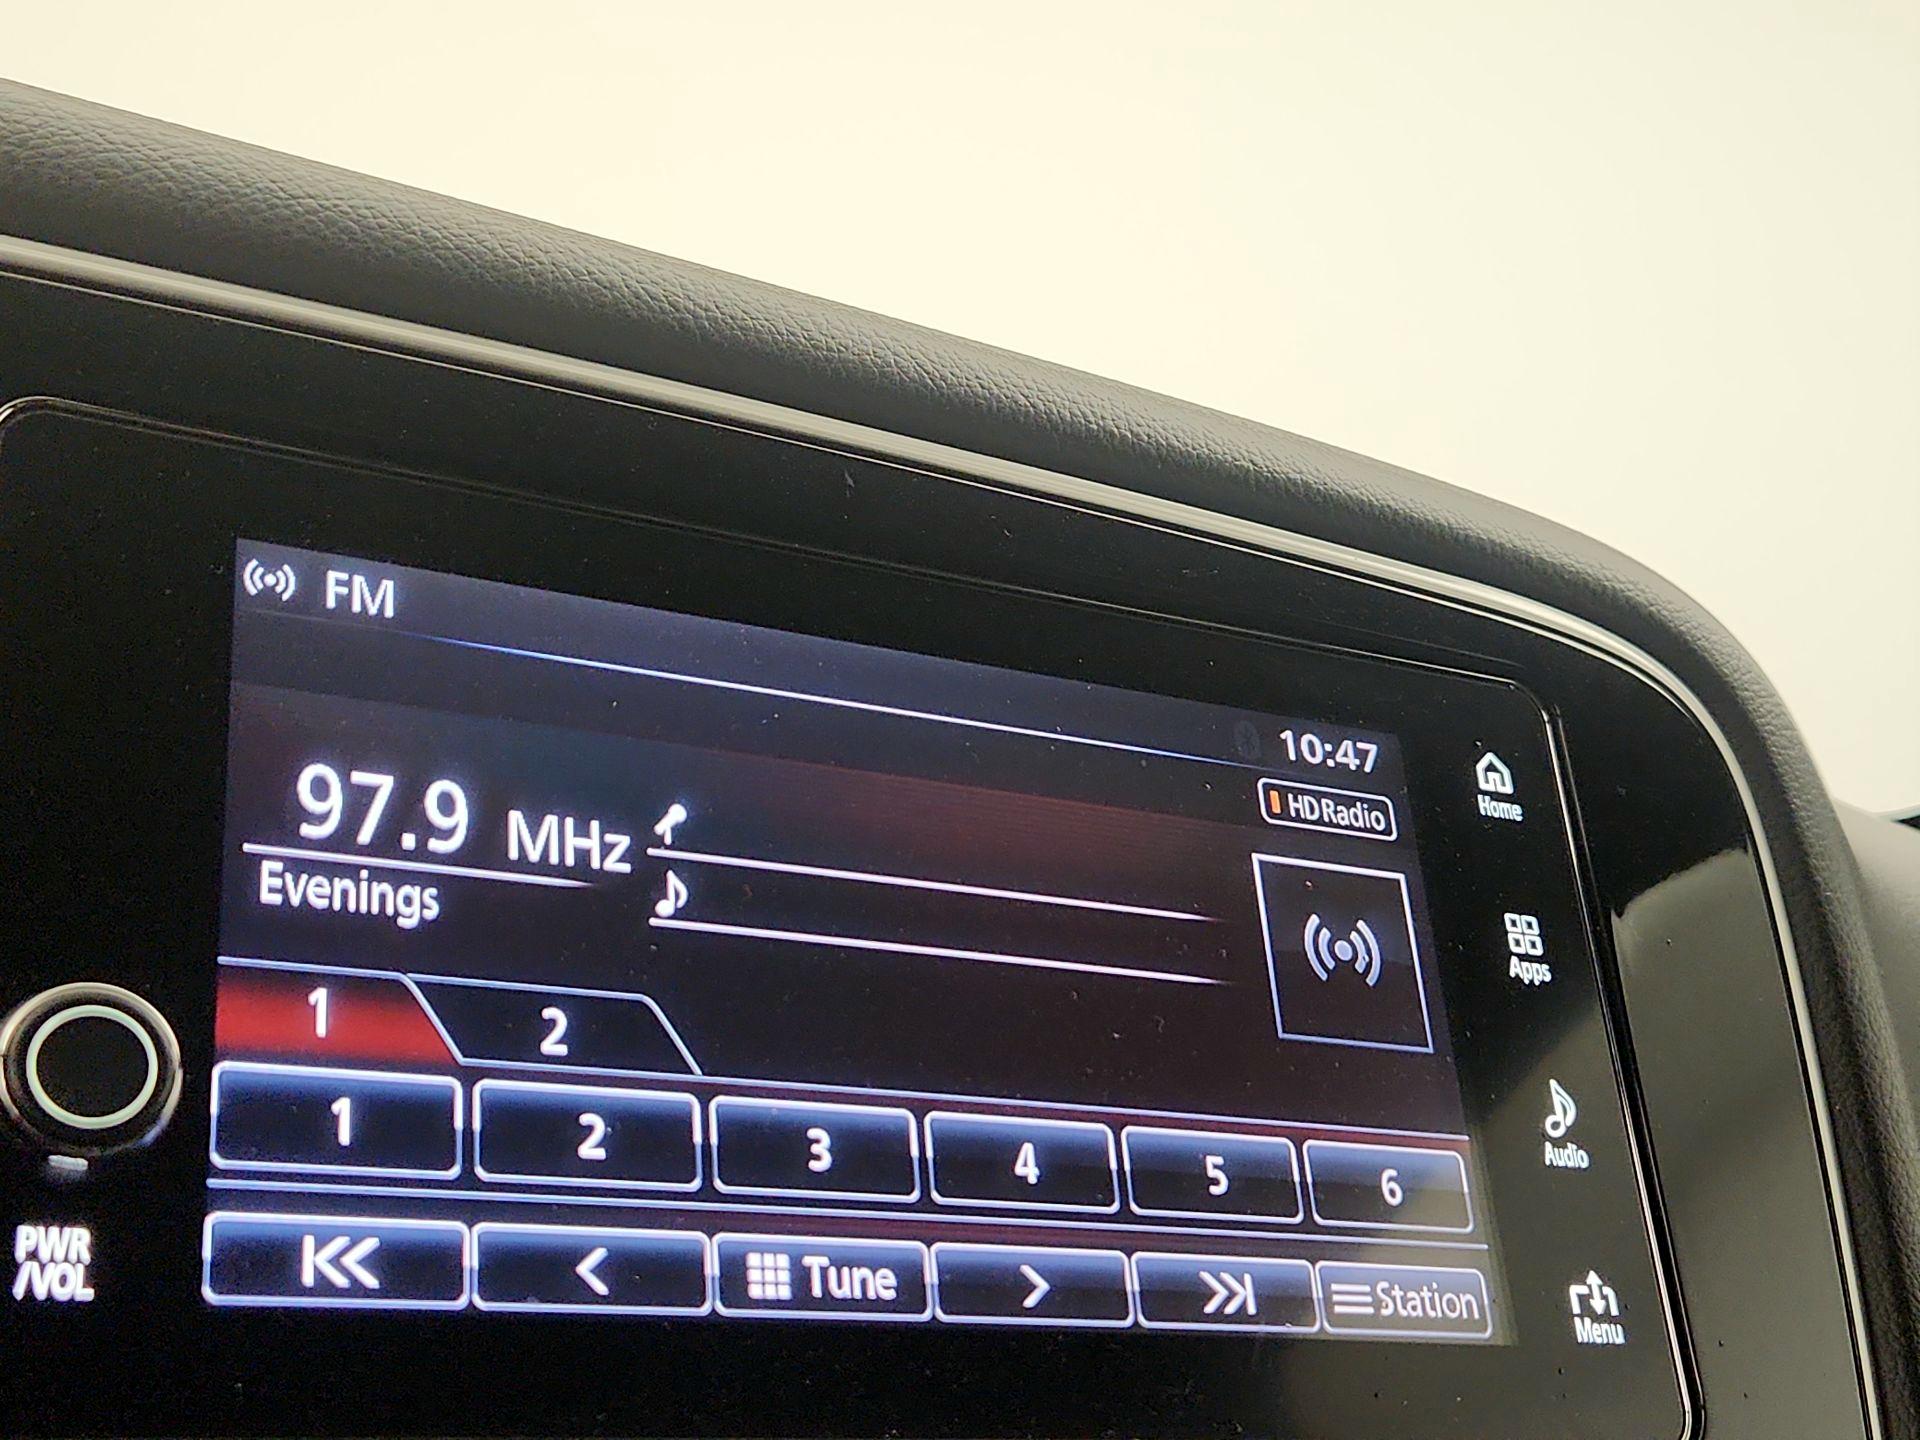 FM
10:47
Home
97.9 MHz
HD Radio
Evenings
Apps
1 2
1 2 3 4 5 6
Audio
PWR
/VOL
Tune
Station
Menu